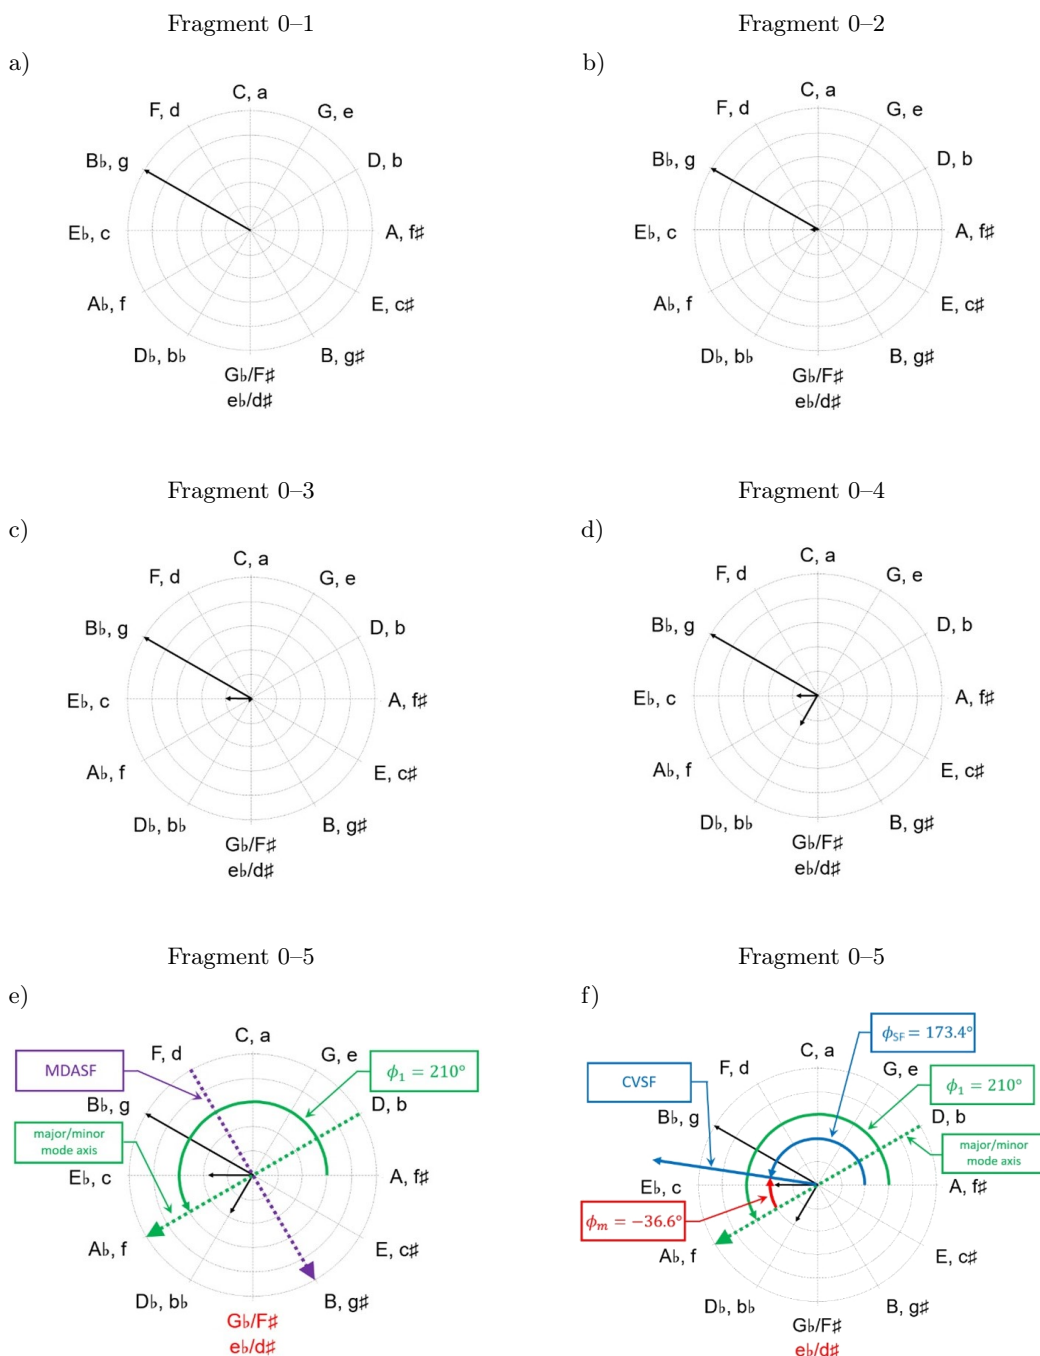 Fragment 0–1
Fragment 0–2
a)
b)
C, a
F, d
G, e
B♭, g
D, b
E♭, c
A, f♯
A♭, f
E, c♯
D♭, b♭
B, g♯
G♭/F♯
e♭/d♯
C, a
F, d
G, e
B♭, g
D, b
E♭, c
A, f♯
A♭, f
E, c♯
D♭, b♭
B, g♯
G♭/F♯
e♭/d♯
Fragment 0–3
Fragment 0–4
c)
d)
C, a
F, d
G, e
B♭, g
D, b
E♭, c
A, f♯
A♭, f
E, c♯
D♭, b♭
B, g♯
G♭/F♯
e♭/d♯
C, a
F, d
G, e
B♭, g
D, b
E♭, c
A, f♯
A♭, f
E, c♯
D♭, b♭
B, g♯
G♭/F♯
e♭/d♯
Fragment 0–5
Fragment 0–5
e)
f)
C, a
F, d
G, e
MDASF
ϕ₁ = 210°
B♭, g
D, b
major/minor
mode axis
E♭, c
A, f♯
A♭, f
E, c♯
D♭, b♭
B, g♯
G♭/F♯
e♭/d♯
ϕ_SF = 173.4°
C, a
F, d
G, e
CVSF
ϕ₁ = 210°
B♭, g
D, b
major/minor
mode axis
E♭, c
A, f♯
ϕₘ = −36.6°
A♭, f
E, c♯
D♭, b♭
B, g♯
G♭/F♯
e♭/d♯